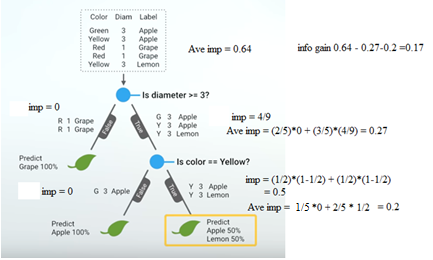 Color Diam Label
Green 3 Apple
Yellow 3 Apple
Red 1 Grape
Red 1 Grape
Yellow 3 Lemon
Ave imp = 0.64
info gain 0.64 - 0.27-0.2 =0.17
Is diameter >= 3?
imp = 0
R 1 Grape
R 1 Grape
False
True
G 3 Apple
Y 3 Apple
Y 3 Lemon
imp = 4/9
Ave imp = (2/5)*0 + (3/5)*(4/9) = 0.27
Predict
Grape 100%
Is color == Yellow?
imp = 0
G 3 Apple
False
True
Y 3 Apple
Y 3 Lemon
imp = (1/2)*(1-1/2) + (1/2)*(1-1/2)
= 0.5
Ave imp = 1/5 *0 + 2/5 * 1/2 = 0.2
Predict
Apple 100%
Predict
Apple 50%
Lemon 50%